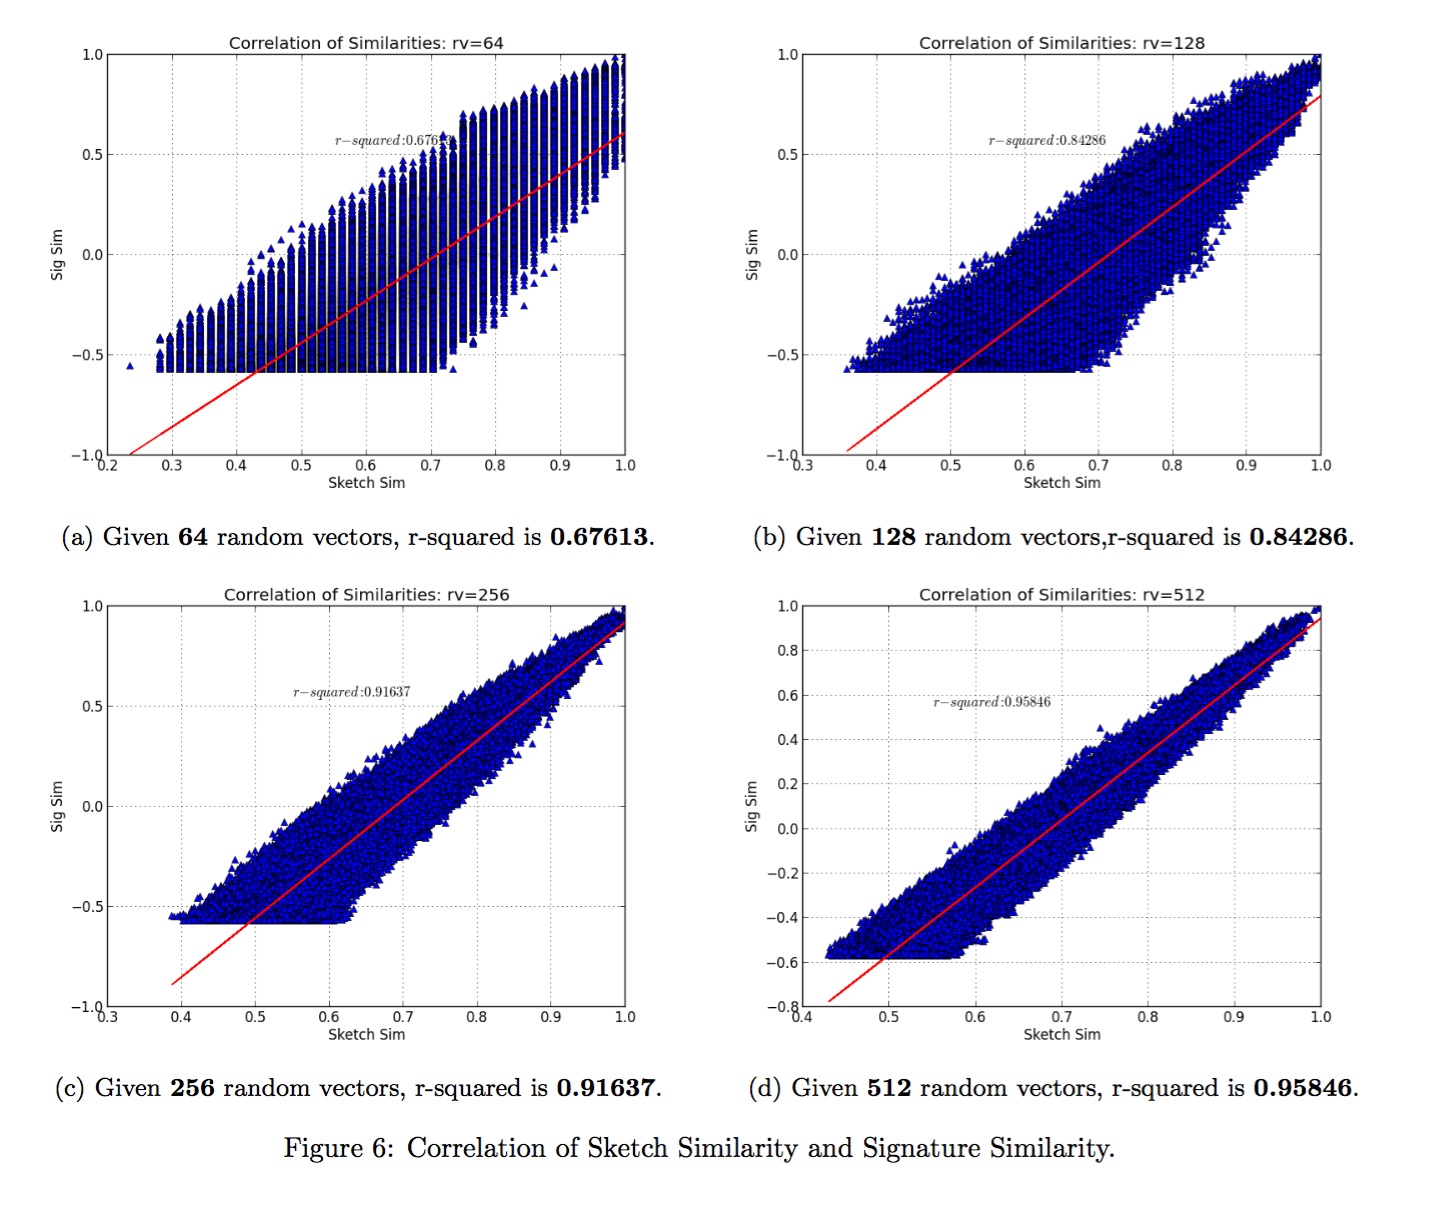 Correlation of Similarities: rv=64
1.0
0.5
0.0
−0.5
−1.0
Sig Sim
r−squared:0.67613
0.2 0.3 0.4 0.5 0.6 0.7 0.8 0.9 1.0
Sketch Sim
(a) Given 64 random vectors, r-squared is 0.67613.
Correlation of Similarities: rv=128
1.0
0.5
0.0
−0.5
−1.0
Sig Sim
r−squared:0.84286
0.3 0.4 0.5 0.6 0.7 0.8 0.9 1.0
Sketch Sim
(b) Given 128 random vectors,r-squared is 0.84286.
Correlation of Similarities: rv=256
1.0
0.5
0.0
−0.5
−1.0
Sig Sim
r−squared:0.91637
0.3 0.4 0.5 0.6 0.7 0.8 0.9 1.0
Sketch Sim
(c) Given 256 random vectors, r-squared is 0.91637.
Correlation of Similarities: rv=512
1.0
0.8
0.6
0.4
0.2
0.0
−0.2
−0.4
−0.6
−0.8
Sig Sim
r−squared:0.95846
0.4 0.5 0.6 0.7 0.8 0.9 1.0
Sketch Sim
(d) Given 512 random vectors, r-squared is 0.95846.
Figure 6: Correlation of Sketch Similarity and Signature Similarity.